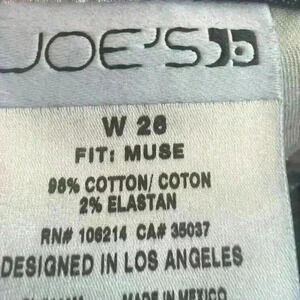 JOE'S
W 26
FIT: MUSE
98% COTTON/ COTON
2% ELASTAN
RN# 106214 CA# 35037
DESIGNED IN LOS ANGELES
MADE IN MEXICO